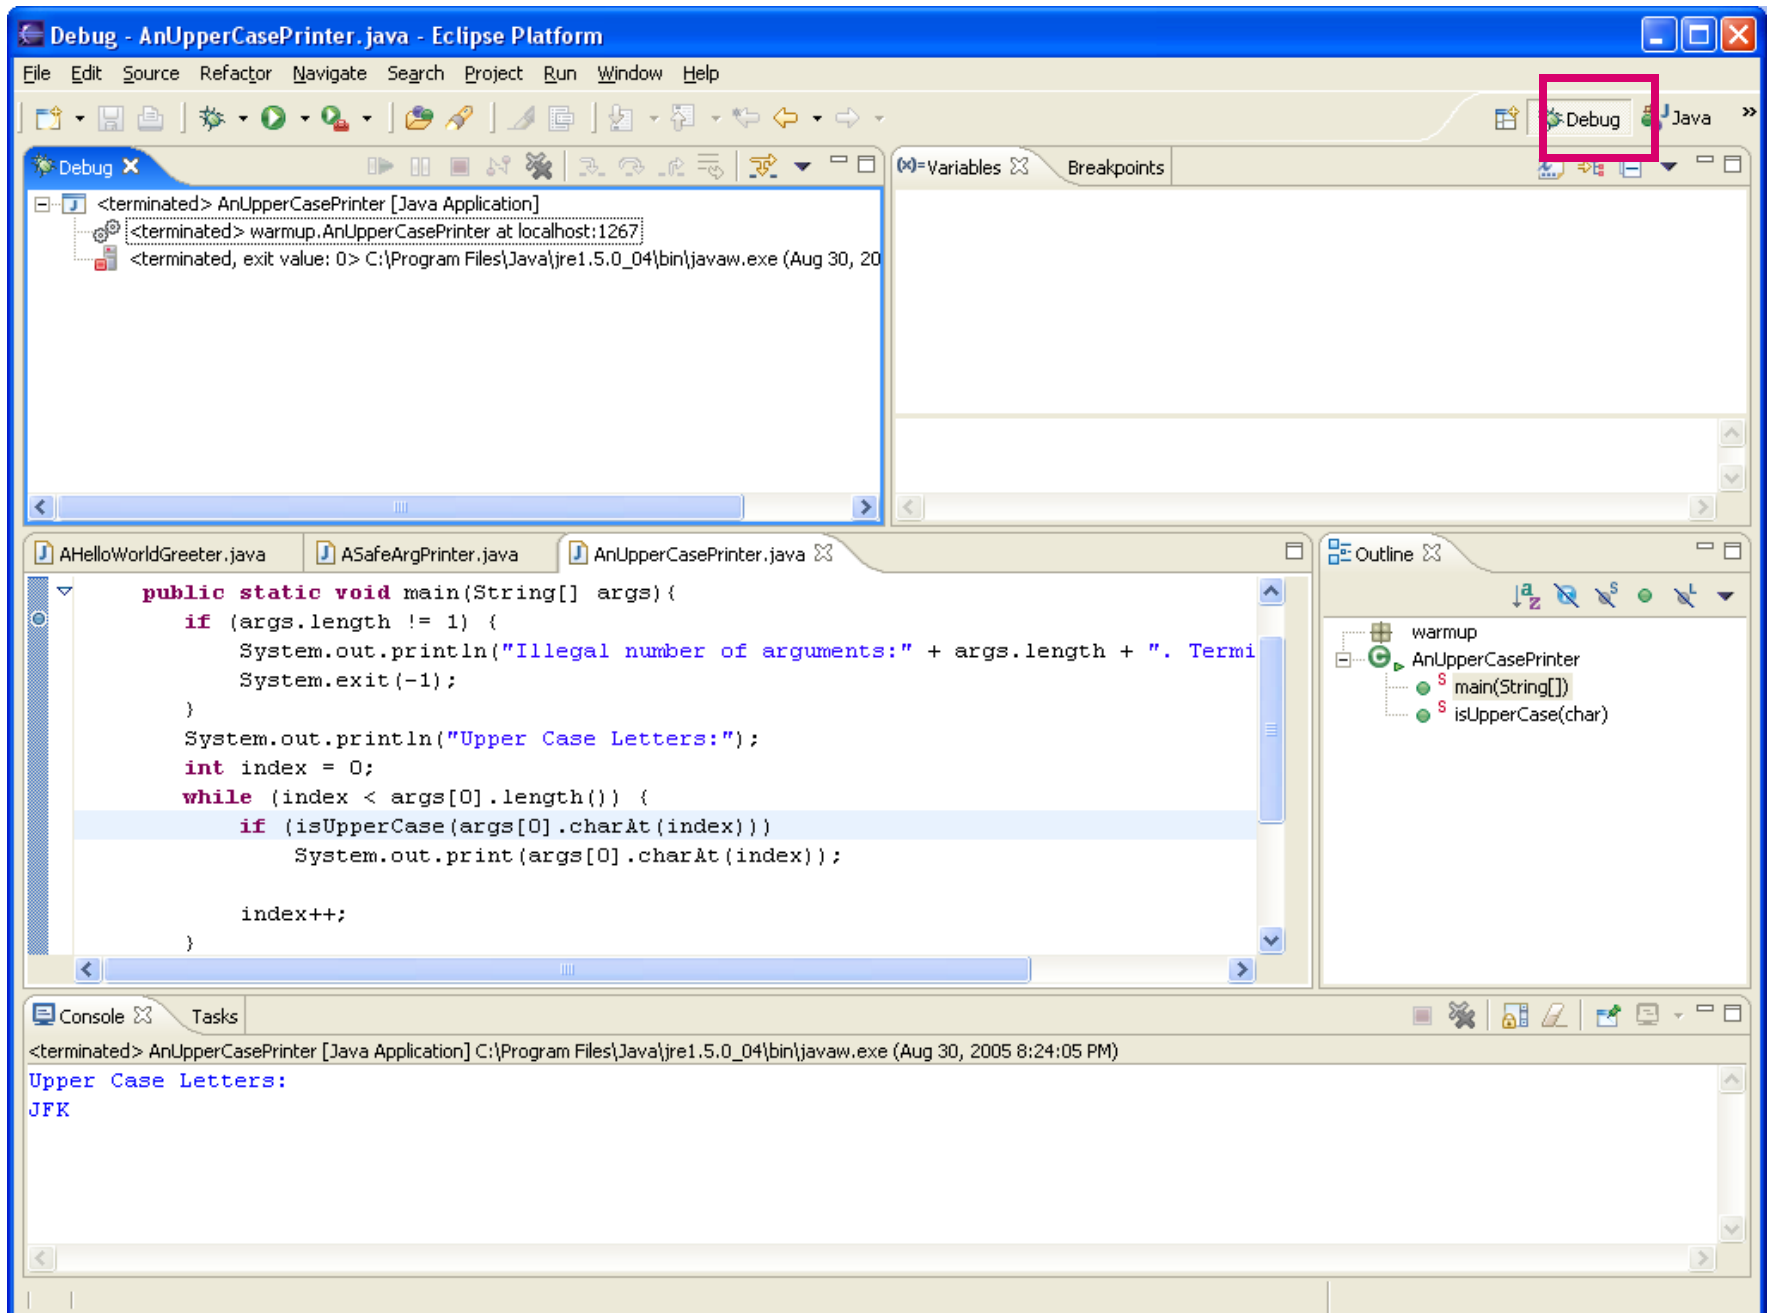 Debug - AnUpperCasePrinter.java - Eclipse Platform
File Edit Source Refactor Navigate Search Project Run Window Help
Debug Java »
Debug
(x)= Variables Breakpoints
<terminated> AnUpperCasePrinter [Java Application]
<terminated> warmup.AnUpperCasePrinter at localhost:1267
<terminated, exit value: 0> C:\Program Files\Java\jre1.5.0_04\bin\javaw.exe (Aug 30, 20
AHelloWorldGreeter.java ASafeArgPrinter.java AnUpperCasePrinter.java
public static void main(String[] args){
if (args.length != 1) {
System.out.println("Illegal number of arguments:" + args.length + ". Termi
System.exit(-1);
}
System.out.println("Upper Case Letters:");
int index = 0;
while (index < args[0].length()) {
if (isUpperCase(args[0].charAt(index)))
System.out.print(args[0].charAt(index));
index++;
}
Outline
warmup
AnUpperCasePrinter
main(String[])
isUpperCase(char)
Console Tasks
<terminated> AnUpperCasePrinter [Java Application] C:\Program Files\Java\jre1.5.0_04\bin\javaw.exe (Aug 30, 2005 8:24:05 PM)
Upper Case Letters:
JFK